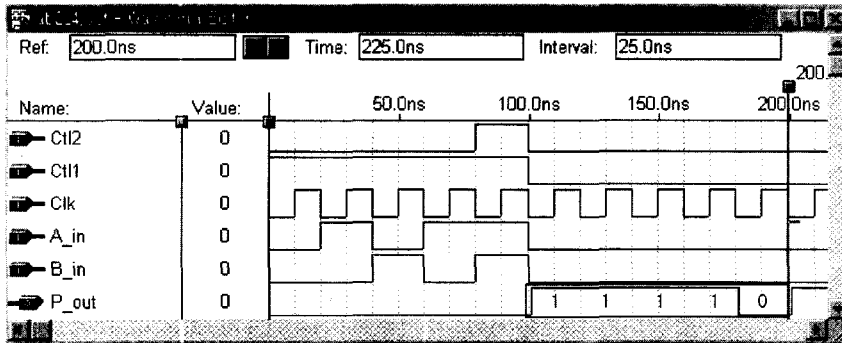 Ref: 200.0ns Time: 225.0ns Interval: 25.0ns
200.
Name: Value: 50.0ns 100.0ns 150.0ns 200.0ns
Ctl2 0
Ctl1 0
Clk 0
A_in 0
B_in 0
P_out 0 1 1 1 1 0